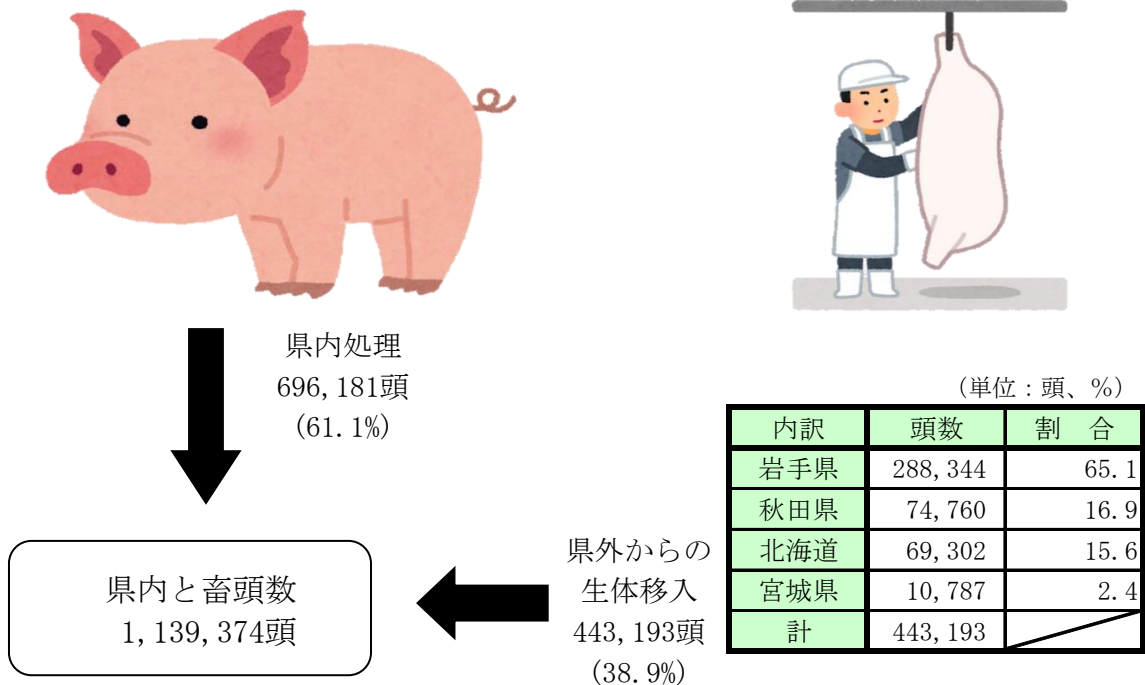 県内処理
696,181頭
(61.1%)
(単位：頭、%)
内訳 頭数 割 合
岩手県 288,344 65.1
秋田県 74,760 16.9
北海道 69,302 15.6
宮城県 10,787 2.4
計 443,193
県外からの
生体移入
443,193頭
(38.9%)
県内と畜頭数
1,139,374頭